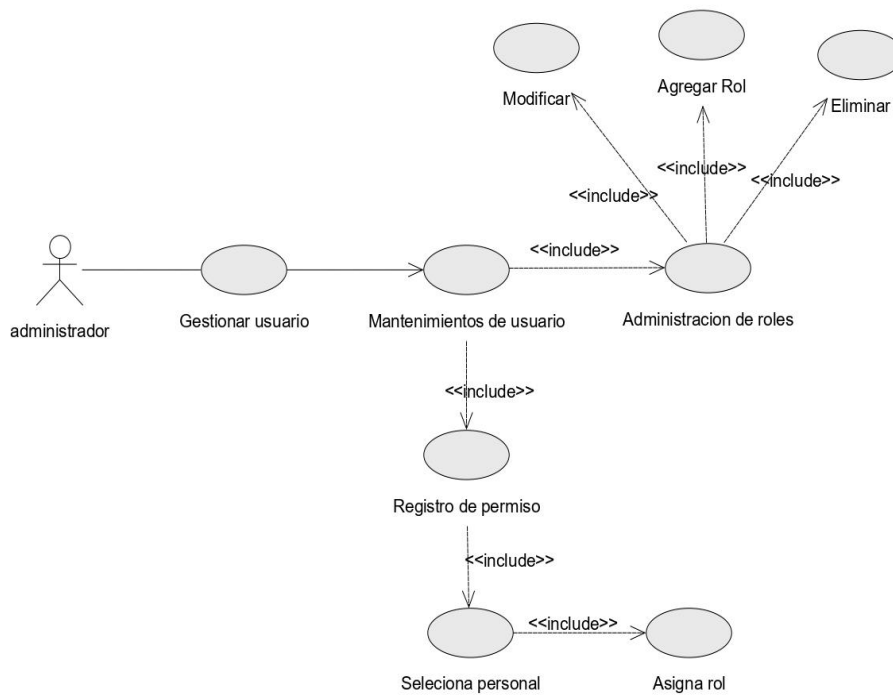 Modificar
Agregar Rol
Eliminar
<<include>>
<<include>>
<<include>>
<<include>>
administrador
Gestionar usuario
Mantenimientos de usuario
Administracion de roles
<<include>>
Registro de permiso
<<include>>
<<include>>
Seleciona personal
Asigna rol